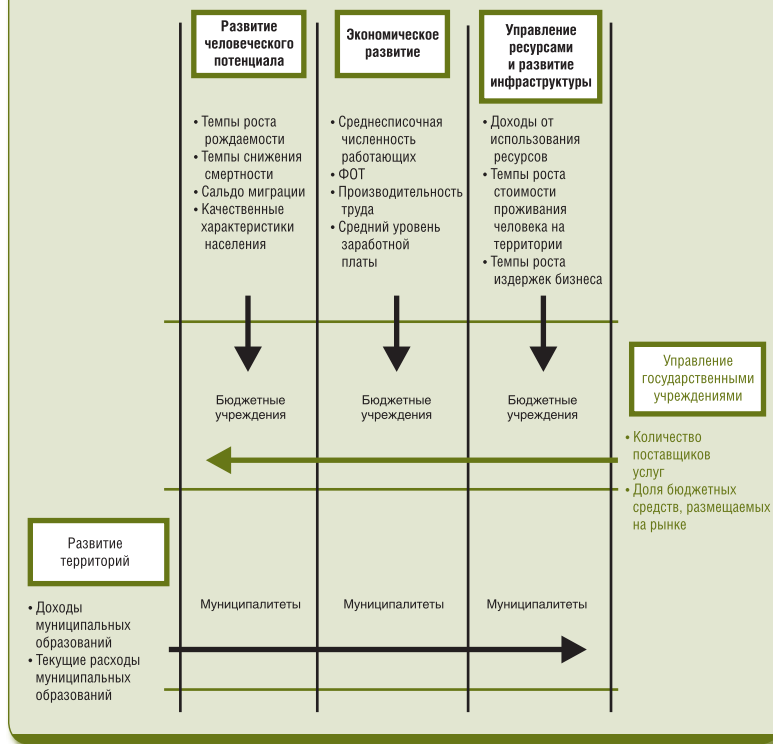 Развитие
человеческого
потенциала
Экономическое
развитие
Управление
ресурсами
и развитие
инфраструктуры
• Темпы роста
рождаемости
• Темпы снижения
смертности
• Сальдо миграции
• Качественные
характеристики
населения
• Среднесписочная
численность
работающих
• ФОТ
• Производительность
труда
• Средний уровень
заработной
платы
• Доходы от
использования
ресурсов
• Темпы роста
стоимости
проживания
человека на
территории
• Темпы роста
издержек бизнеса
Управление
государственными
учреждениями
• Количество
поставщиков
услуг
• Доля бюджетных
средств, размещаемых
на рынке
Бюджетные
учреждения
Бюджетные
учреждения
Бюджетные
учреждения
Развитие
территорий
• Доходы
муниципальных
образований
• Текущие расходы
муниципальных
образований
Муниципалитеты
Муниципалитеты
Муниципалитеты